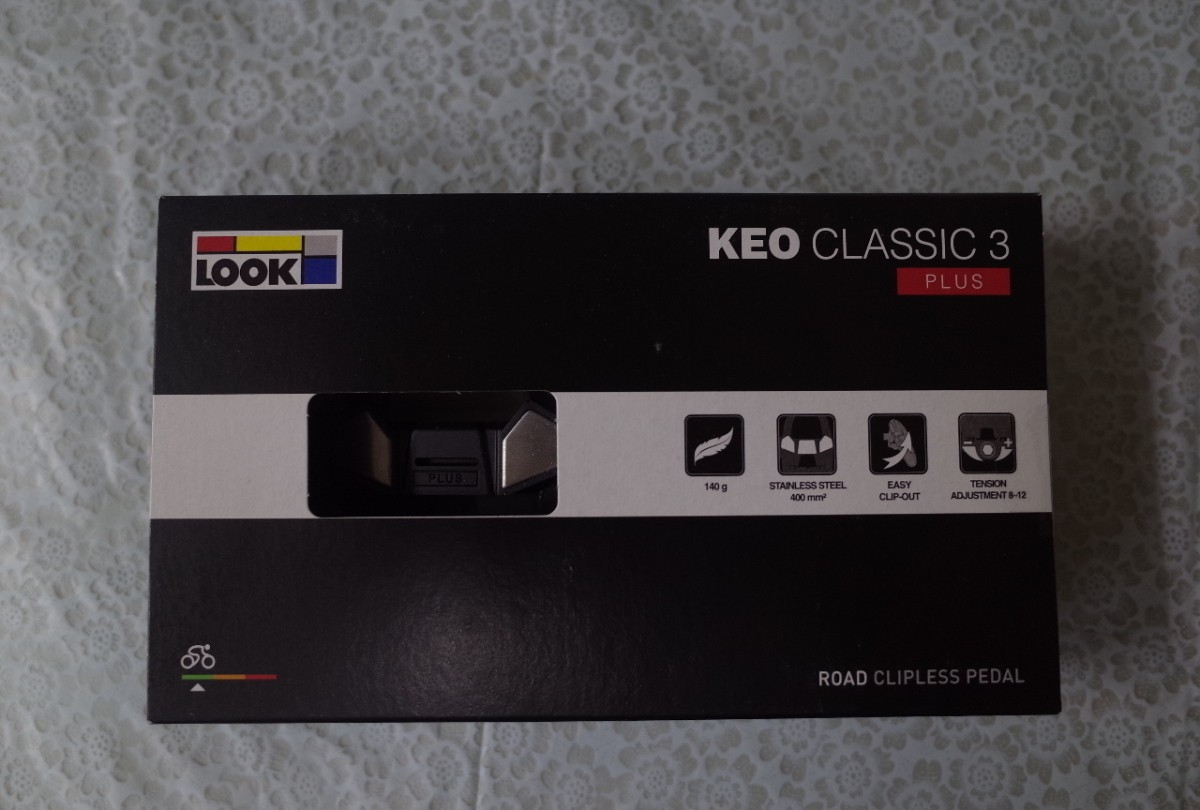 LOOK
KEO CLASSIC 3
PLUS
PLUS
140 g
STAINLESS STEEL
400 mm²
EASY
CLIP-OUT
TENSION
ADJUSTMENT 8-12
ROAD CLIPLESS PEDAL